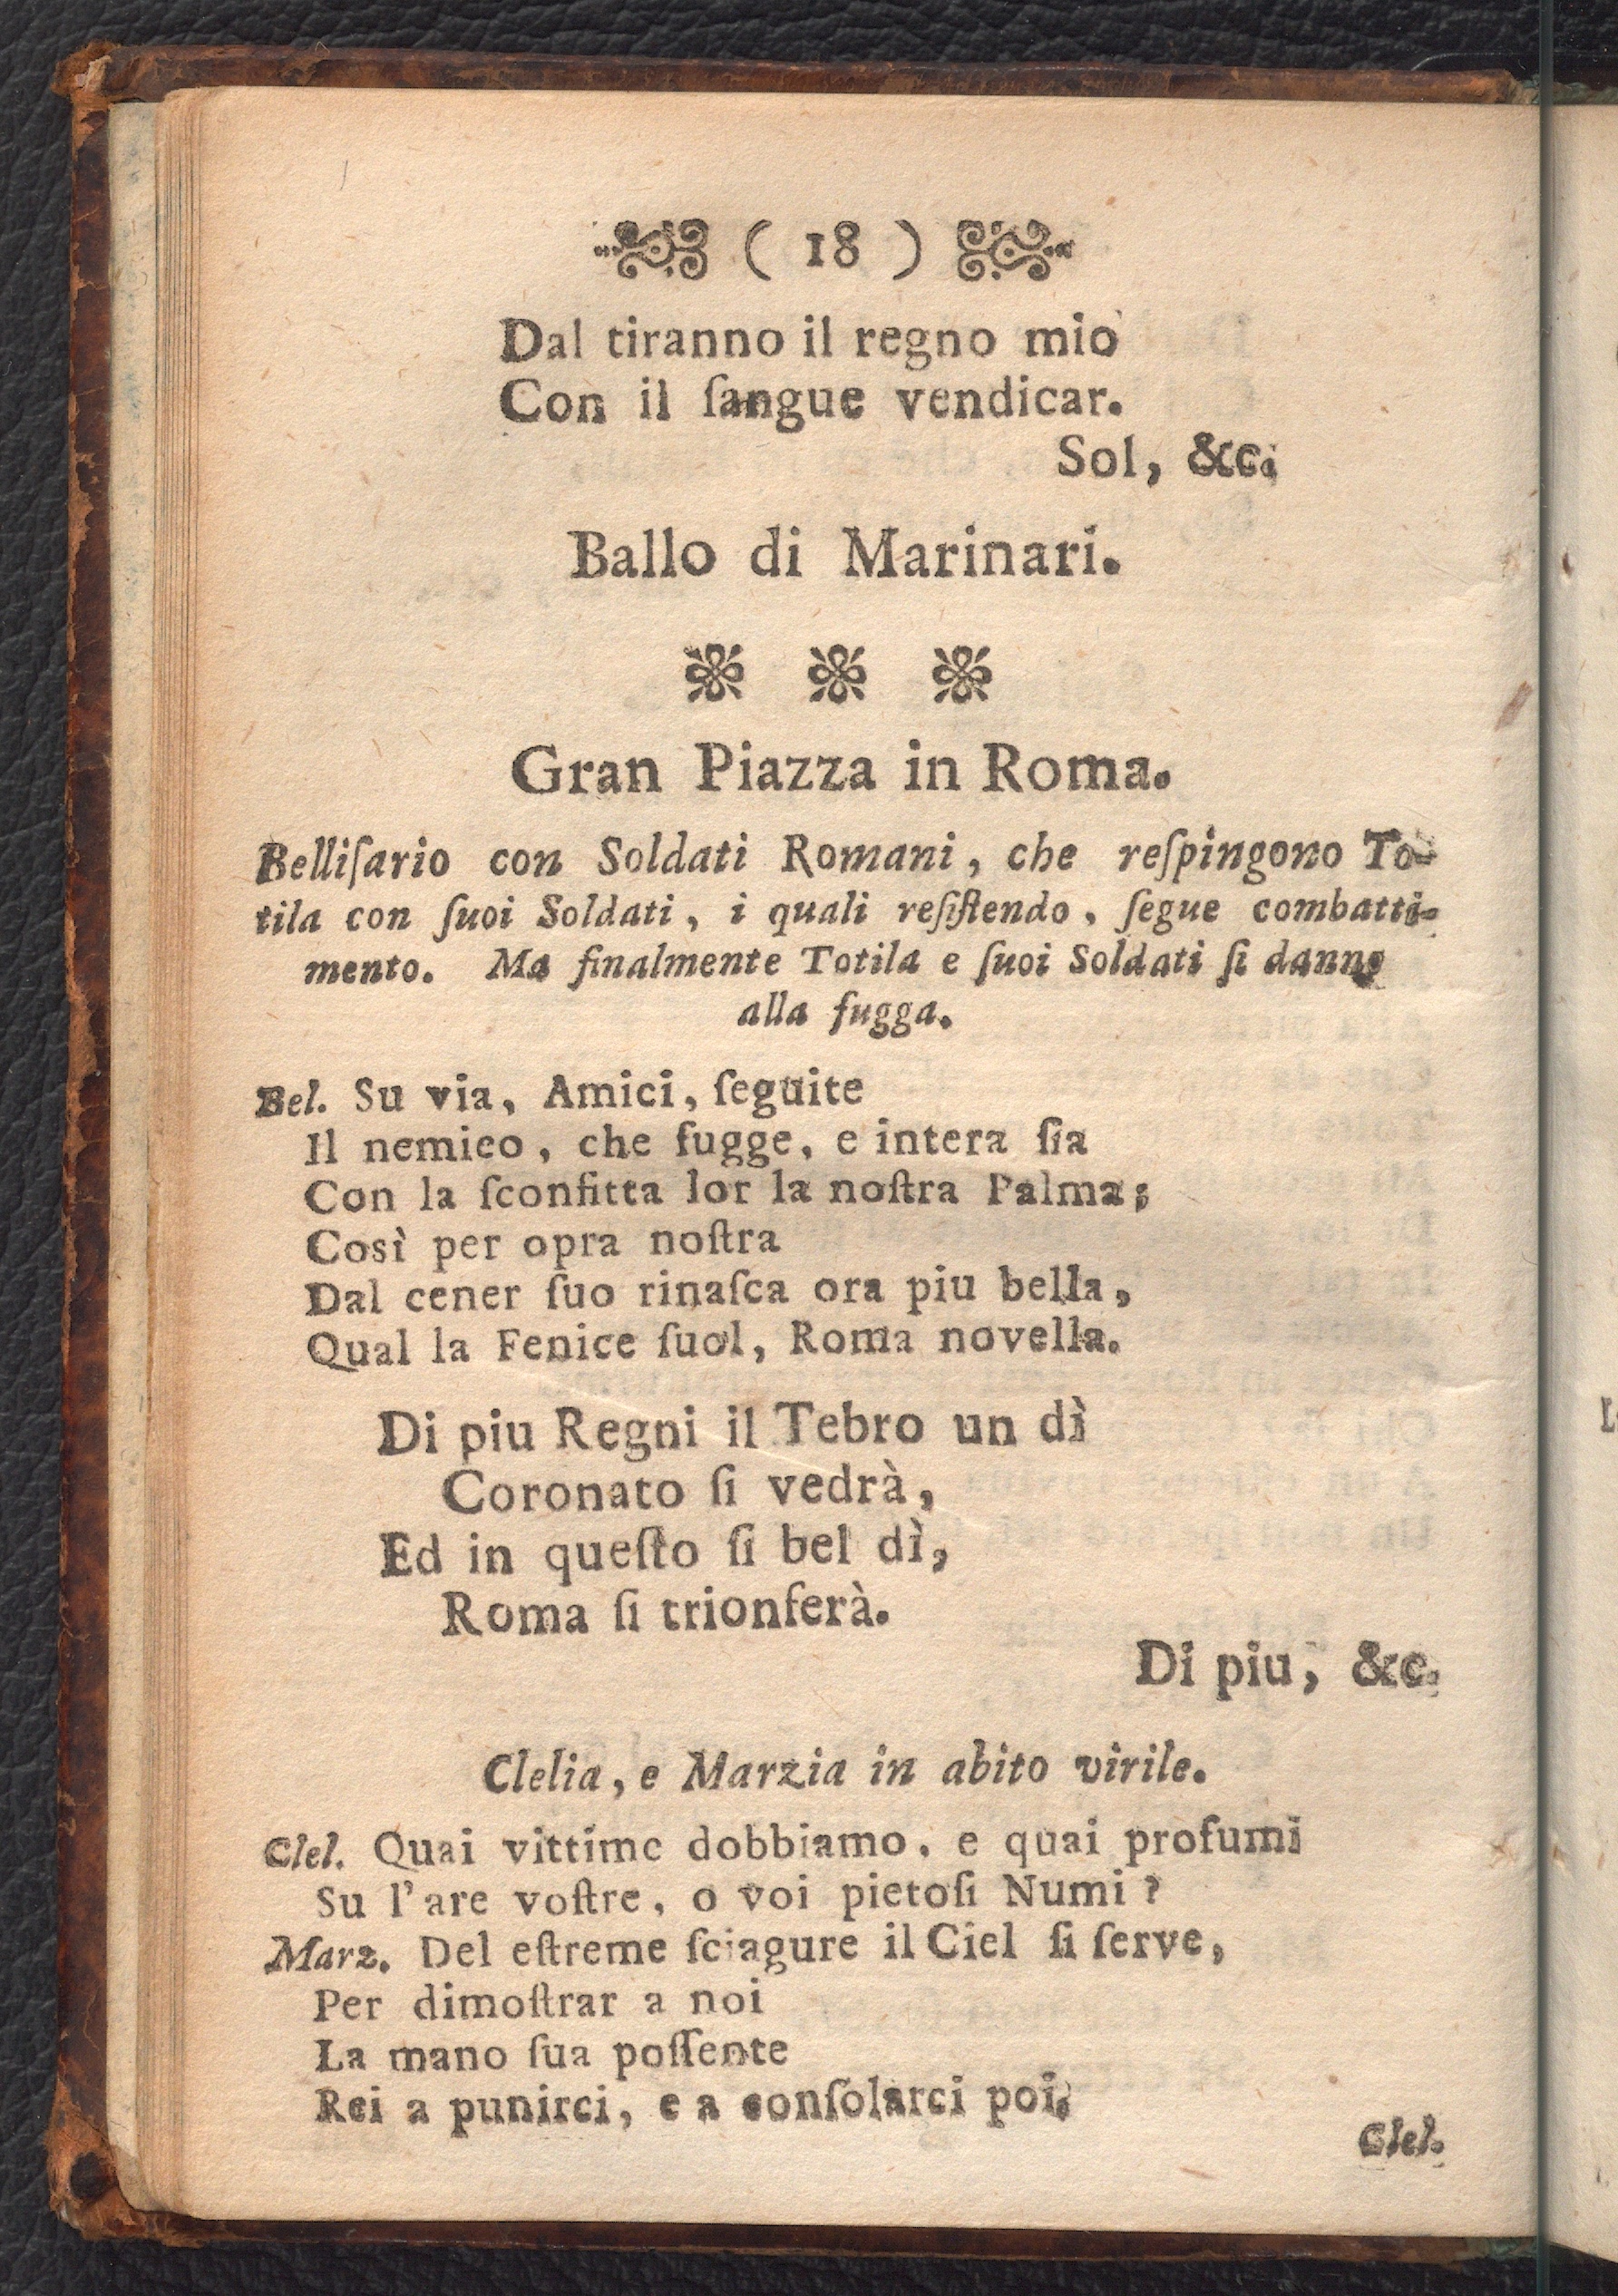 ( 18 )
Dal tiranno il regno mio
Con il ſangue vendicar.
Sol, &c.
Ballo di Marinari.
Gran Piazza in Roma.
Belliſario con Soldati Romani, che reſpingono To-
tila con ſuoi Soldati, i quali reſiſtendo, ſegue combatti-
mento. Ma finalmente Totila e ſuoi Soldati ſi danno
alla fugga.
Bel. Su via, Amici, ſeguite
Il nemico, che fugge, e intera ſia
Con la ſconfitta lor la noſtra Palma;
Così per opra noſtra
Dal cener ſuo rinaſca ora piu bella,
Qual la Fenice ſuol, Roma novella.
Di piu Regni il Tebro un dì
Coronato ſi vedrà,
Ed in queſto ſi bel dì,
Roma ſi trionferà.
Di piu, &c.
Clelia, e Marzia in abito virile.
Clel. Quai vittime dobbiamo, e quai profumi
Su l'are voſtre, o voi pietoſi Numi?
Marz. Del eſtreme ſciagure il Ciel ſi ſerve,
Per dimoſtrar a noi
La mano ſua poſſente
Rei a punirci, e a conſolarci poi.
Clel.